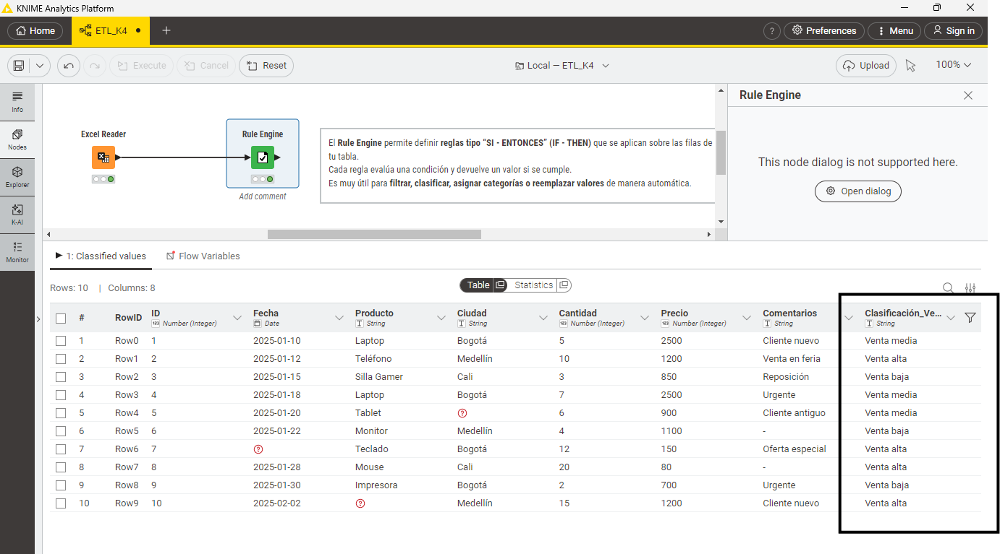 KNIME Analytics Platform
Home
ETL_K4
?
Preferences
Menu
Sign in
Execute
Cancel
Reset
Local — ETL_K4
Upload
100%
Info
Nodes
Explorer
K-AI
Monitor
Excel Reader
Rule Engine
Add comment
El Rule Engine permite definir reglas tipo “SI - ENTONCES” (IF - THEN) que se aplican sobre las filas de
tu tabla.
Cada regla evalúa una condición y devuelve un valor si se cumple.
Es muy útil para filtrar, clasificar, asignar categorías o reemplazar valores de manera automática.
Rule Engine
This node dialog is not supported here.
Open dialog
1: Classified values
Flow Variables
Rows: 10 | Columns: 8
Table
Statistics
# RowID ID Fecha Producto Ciudad Cantidad Precio Comentarios Clasificación_Ve...
Number (Integer) Date String String Number (Integer) Number (Integer) String String
1 Row0 1 2025-01-10 Laptop Bogotá 5 2500 Cliente nuevo Venta media
2 Row1 2 2025-01-12 Teléfono Medellín 10 1200 Venta en feria Venta alta
3 Row2 3 2025-01-15 Silla Gamer Cali 3 850 Reposición Venta baja
4 Row3 4 2025-01-18 Laptop Bogotá 7 2500 Urgente Venta media
5 Row4 5 2025-01-20 Tablet ? 6 900 Cliente antiguo Venta media
6 Row5 6 2025-01-22 Monitor Medellín 4 1100 - Venta baja
7 Row6 7 ? Teclado Bogotá 12 150 Oferta especial Venta alta
8 Row7 8 2025-01-28 Mouse Cali 20 80 - Venta alta
9 Row8 9 2025-01-30 Impresora Bogotá 2 700 Urgente Venta baja
10 Row9 10 2025-02-02 ? Medellín 15 1200 Cliente nuevo Venta alta